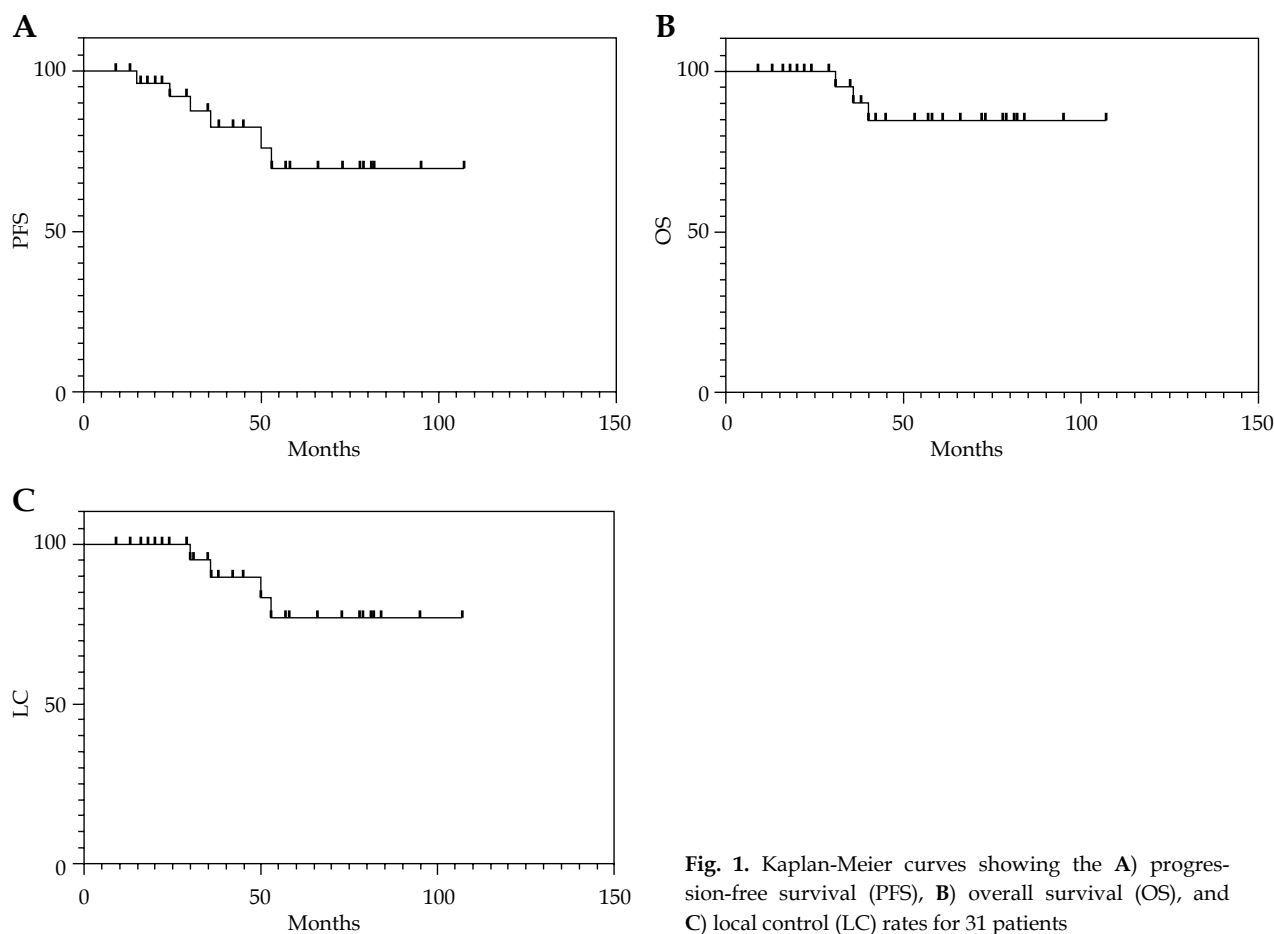 A
100
50
0
PFS
0 50 100 150
Months
B
100
50
0
OS
0 50 100 150
Months
C
100
50
0
LC
0 50 100 150
Months
Fig. 1. Kaplan-Meier curves showing the A) progres-
sion-free survival (PFS), B) overall survival (OS), and
C) local control (LC) rates for 31 patients